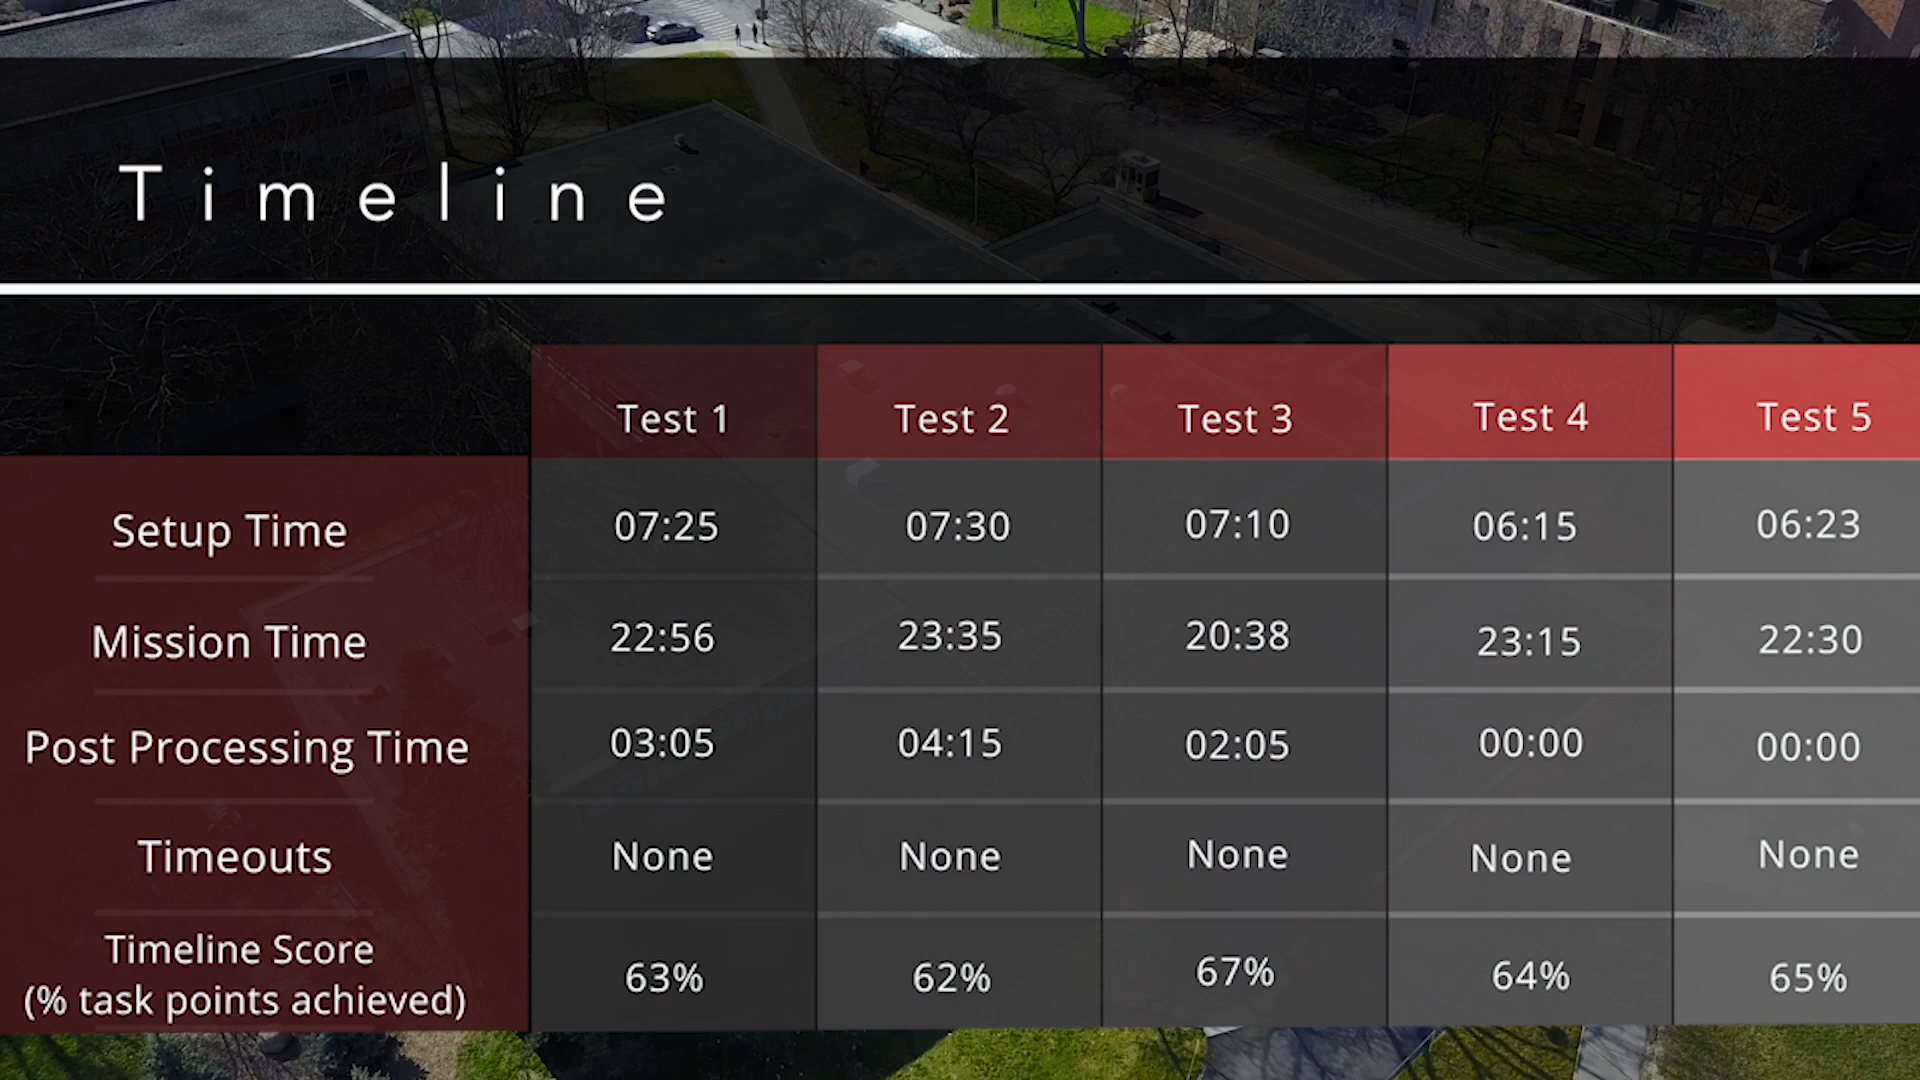 Timeline
Test 1 Test 2 Test 3 Test 4 Test 5
Setup Time 07:25 07:30 07:10 06:15 06:23
Mission Time 22:56 23:35 20:38 23:15 22:30
Post Processing Time 03:05 04:15 02:05 00:00 00:00
Timeouts None None None None None
Timeline Score
(% task points achieved) 63% 62% 67% 64% 65%